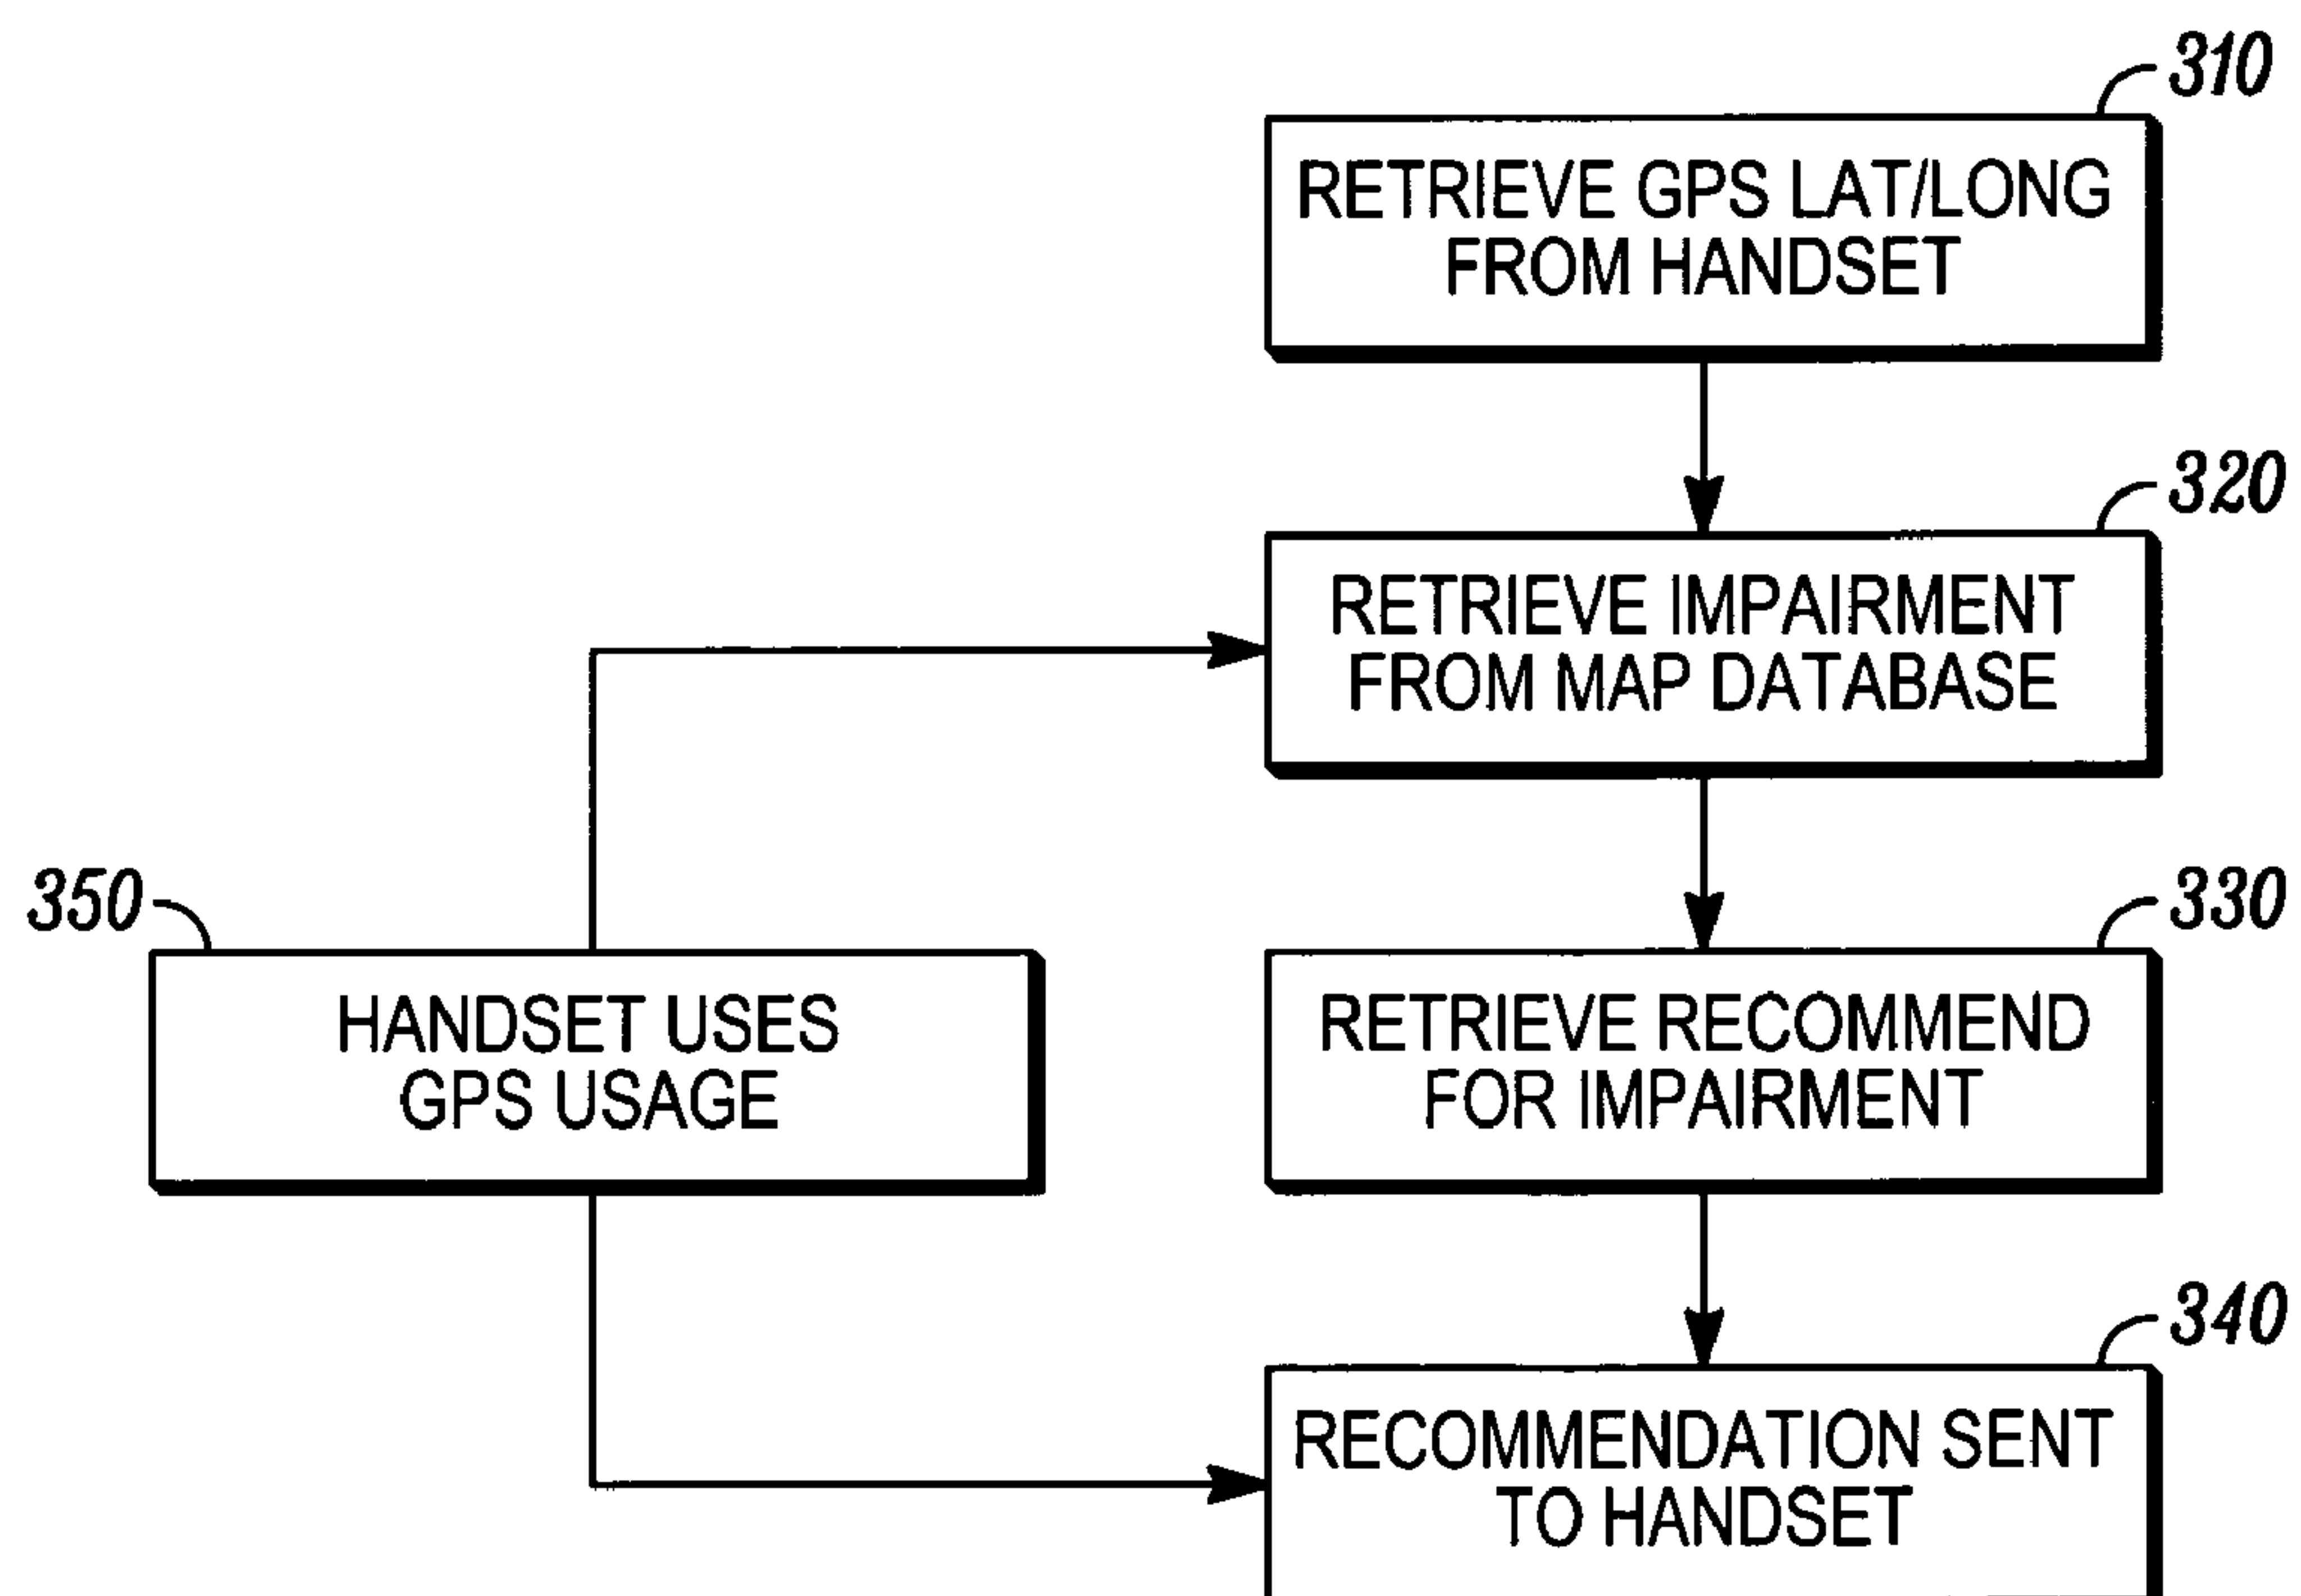 310
RETRIEVE GPS LAT/LONG
FROM HANDSET
320
RETRIEVE IMPAIRMENT
FROM MAP DATABASE
350
HANDSET USES
GPS USAGE
330
RETRIEVE RECOMMEND
FOR IMPAIRMENT
340
RECOMMENDATION SENT
TO HANDSET